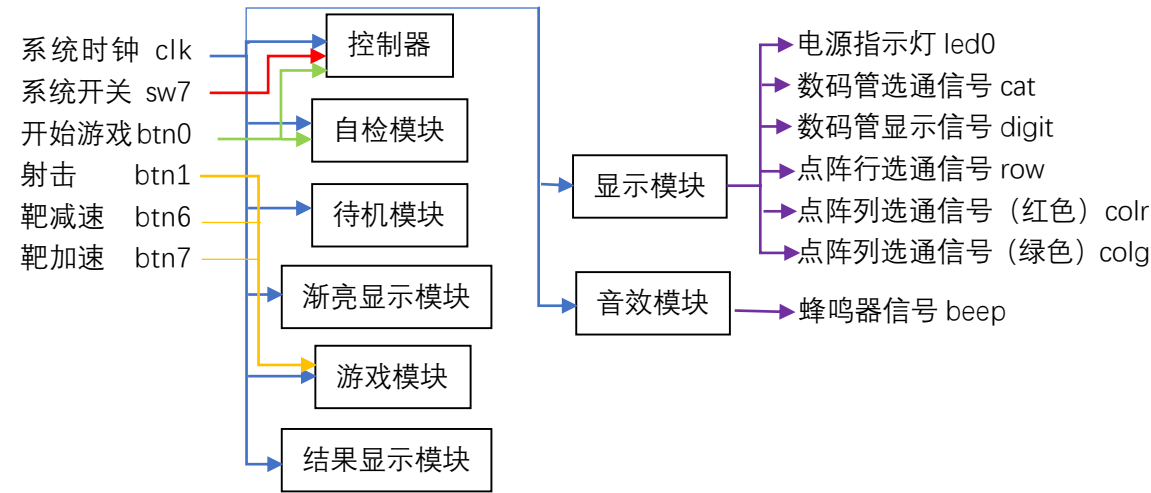 系统时钟 clk
系统开关 sw7
开始游戏 btn0
射击 btn1
靶减速 btn6
靶加速 btn7
控制器
自检模块
待机模块
渐亮显示模块
游戏模块
结果显示模块
显示模块
音效模块
电源指示灯 led0
数码管选通信号 cat
数码管显示信号 digit
点阵行选通信号 row
点阵列选通信号（红色）colr
点阵列选通信号（绿色）colg
蜂鸣器信号 beep